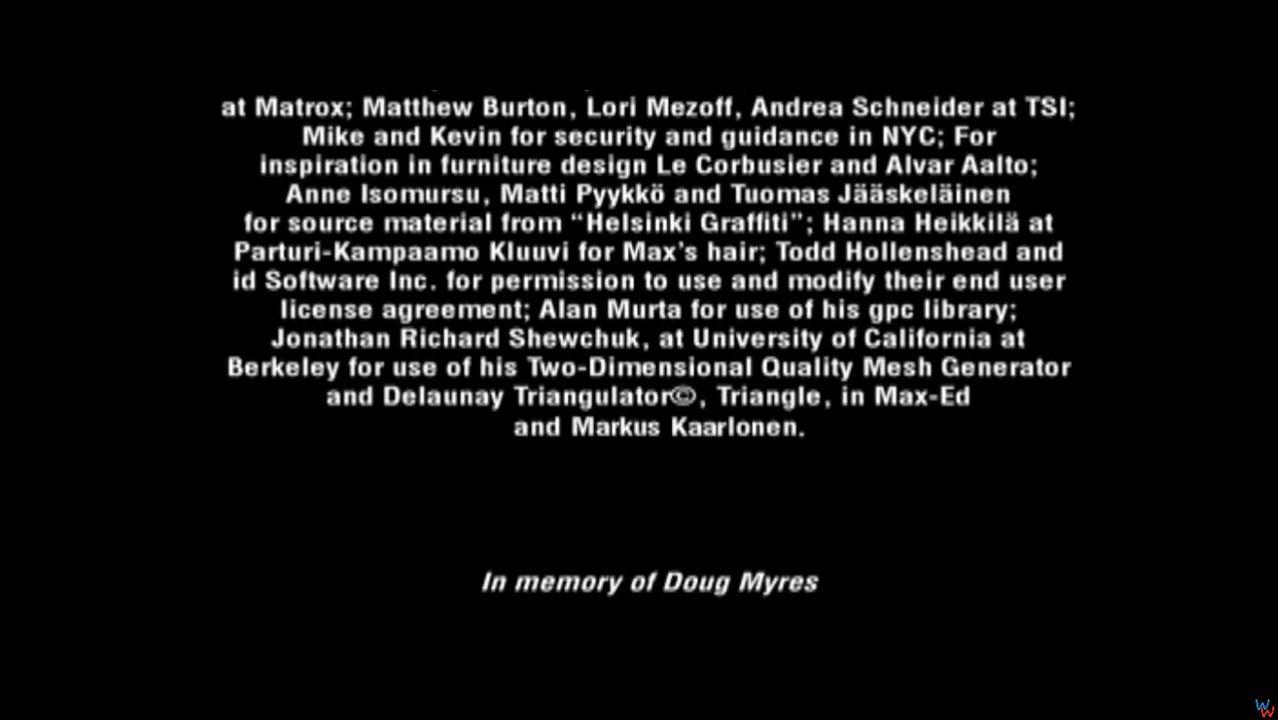 at Matrox; Matthew Burton, Lori Mezoff, Andrea Schneider at TSI;
Mike and Kevin for security and guidance in NYC; For
inspiration in furniture design Le Corbusier and Alvar Aalto;
Anne Isomursu, Matti Pyykkö and Tuomas Jääskeläinen
for source material from “Helsinki Graffiti”; Hanna Heikkilä at
Parturi-Kampaamo Kluuvi for Max’s hair; Todd Hollenshead and
id Software Inc. for permission to use and modify their end user
license agreement; Alan Murta for use of his gpc library;
Jonathan Richard Shewchuk, at University of California at
Berkeley for use of his Two-Dimensional Quality Mesh Generator
and Delaunay Triangulator©, Triangle, in Max-Ed
and Markus Kaarlonen.
In memory of Doug Myres
W
W